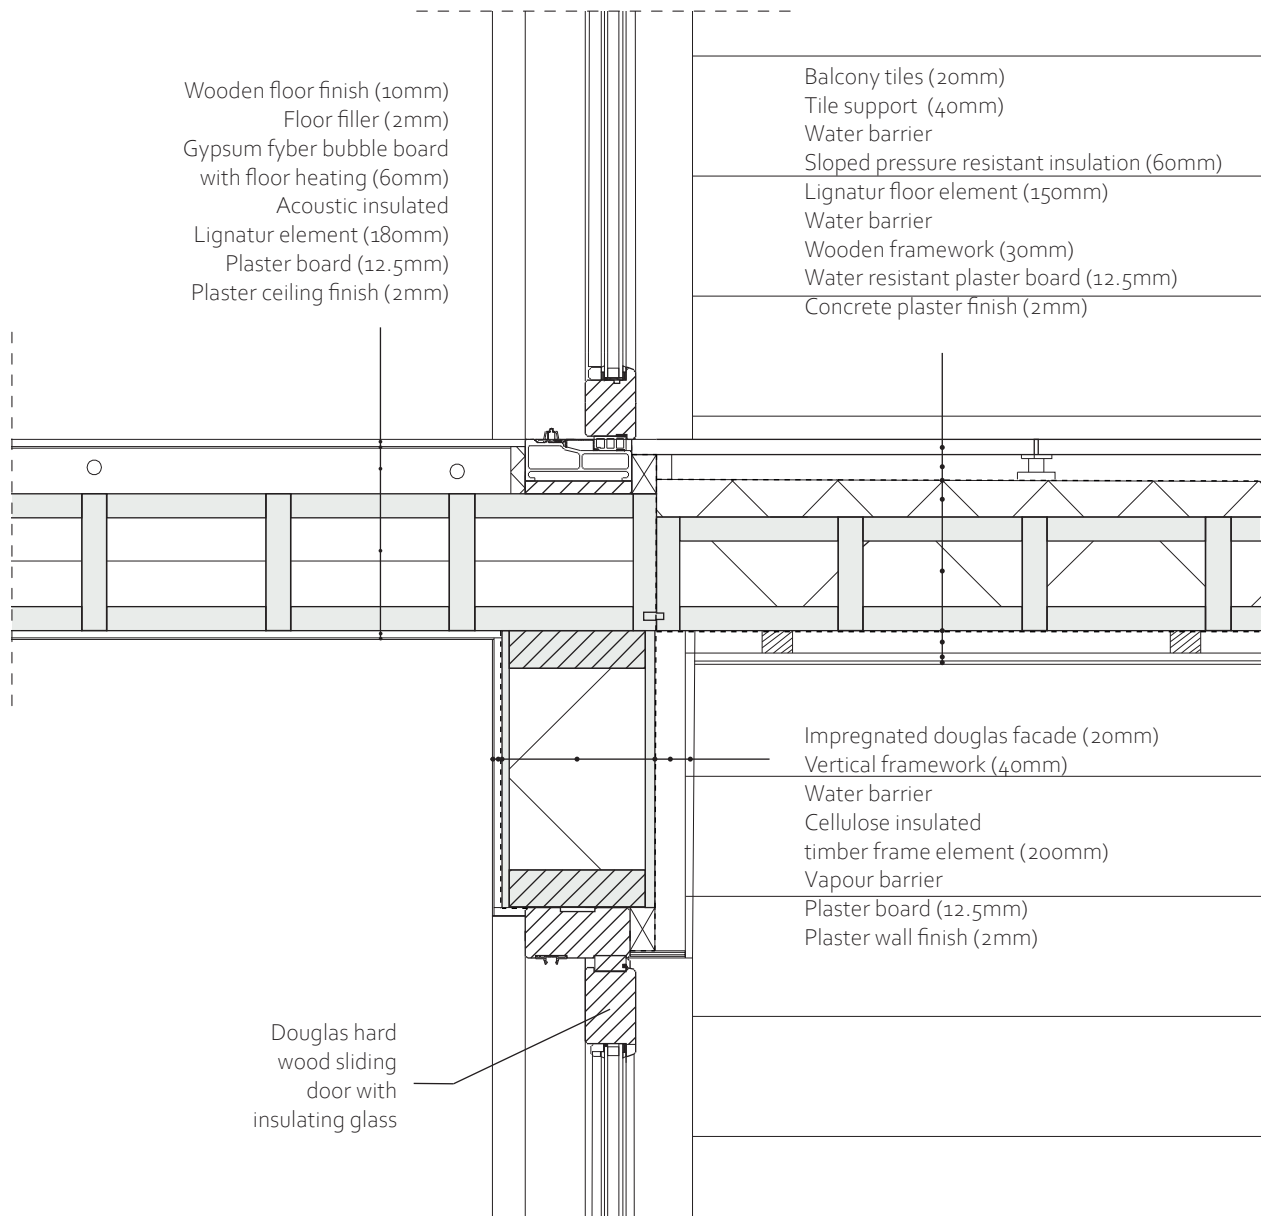 Wooden floor finish (10mm)
Floor filler (2mm)
Gypsum fyber bubble board
with floor heating (60mm)
Acoustic insulated
Lignatur element (180mm)
Plaster board (12.5mm)
Plaster ceiling finish (2mm)
Balcony tiles (20mm)
Tile support (40mm)
Water barrier
Sloped pressure resistant insulation (60mm)
Lignatur floor element (150mm)
Water barrier
Wooden framework (30mm)
Water resistant plaster board (12.5mm)
Concrete plaster finish (2mm)
Impregnated douglas facade (20mm)
Vertical framework (40mm)
Water barrier
Cellulose insulated
timber frame element (200mm)
Vapour barrier
Plaster board (12.5mm)
Plaster wall finish (2mm)
Douglas hard
wood sliding
door with
insulating glass